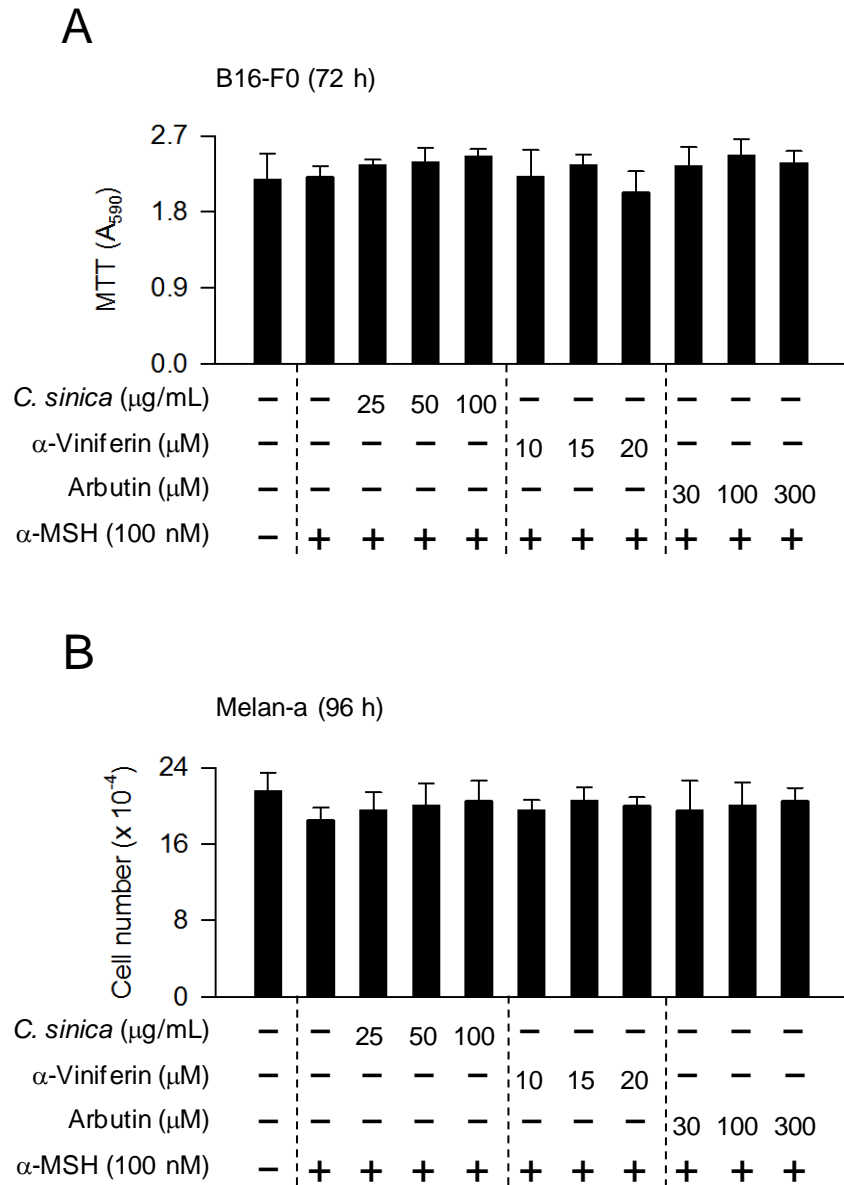 A
B16-F0 (72 h)
MTT (A590)
2.7
1.8
0.9
0.0
C. sinica (μg/mL) – – 25 50 100 – – – – – –
α-Viniferin (μM) – – – – – 10 15 20 – – –
Arbutin (μM) – – – – – – – – 30 100 300
α-MSH (100 nM) – + + + + + + + + + +
B
Melan-a (96 h)
Cell number (x 10-4)
24
16
8
0
C. sinica (μg/mL) – – 25 50 100 – – – – – –
α-Viniferin (μM) – – – – – 10 15 20 – – –
Arbutin (μM) – – – – – – – – 30 100 300
α-MSH (100 nM) – + + + + + + + + + +